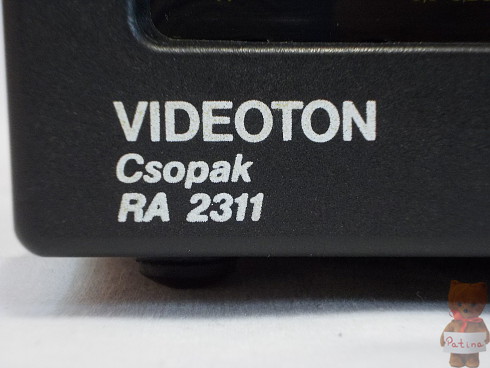 VIDEOTON
Csopak
RA 2311
Patina